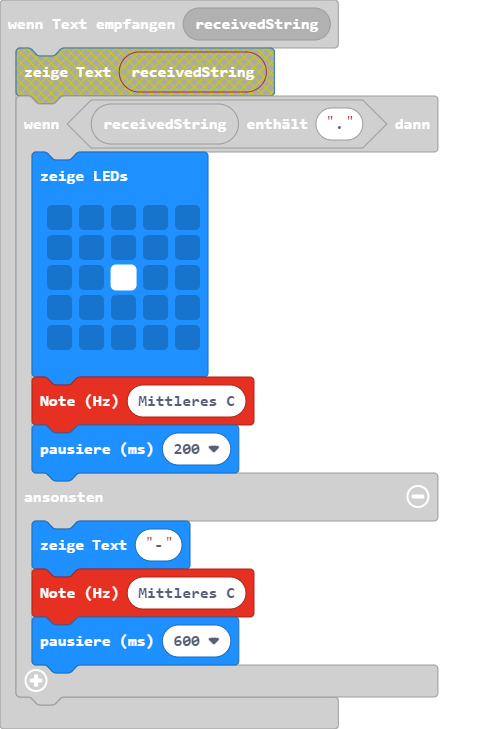 wenn Text empfangen receivedString
zeige Text receivedString
wenn receivedString enthält "." dann
zeige LEDs
Note (Hz) Mittleres C
pausiere (ms) 200
ansonsten
zeige Text "-"
Note (Hz) Mittleres C
pausiere (ms) 600